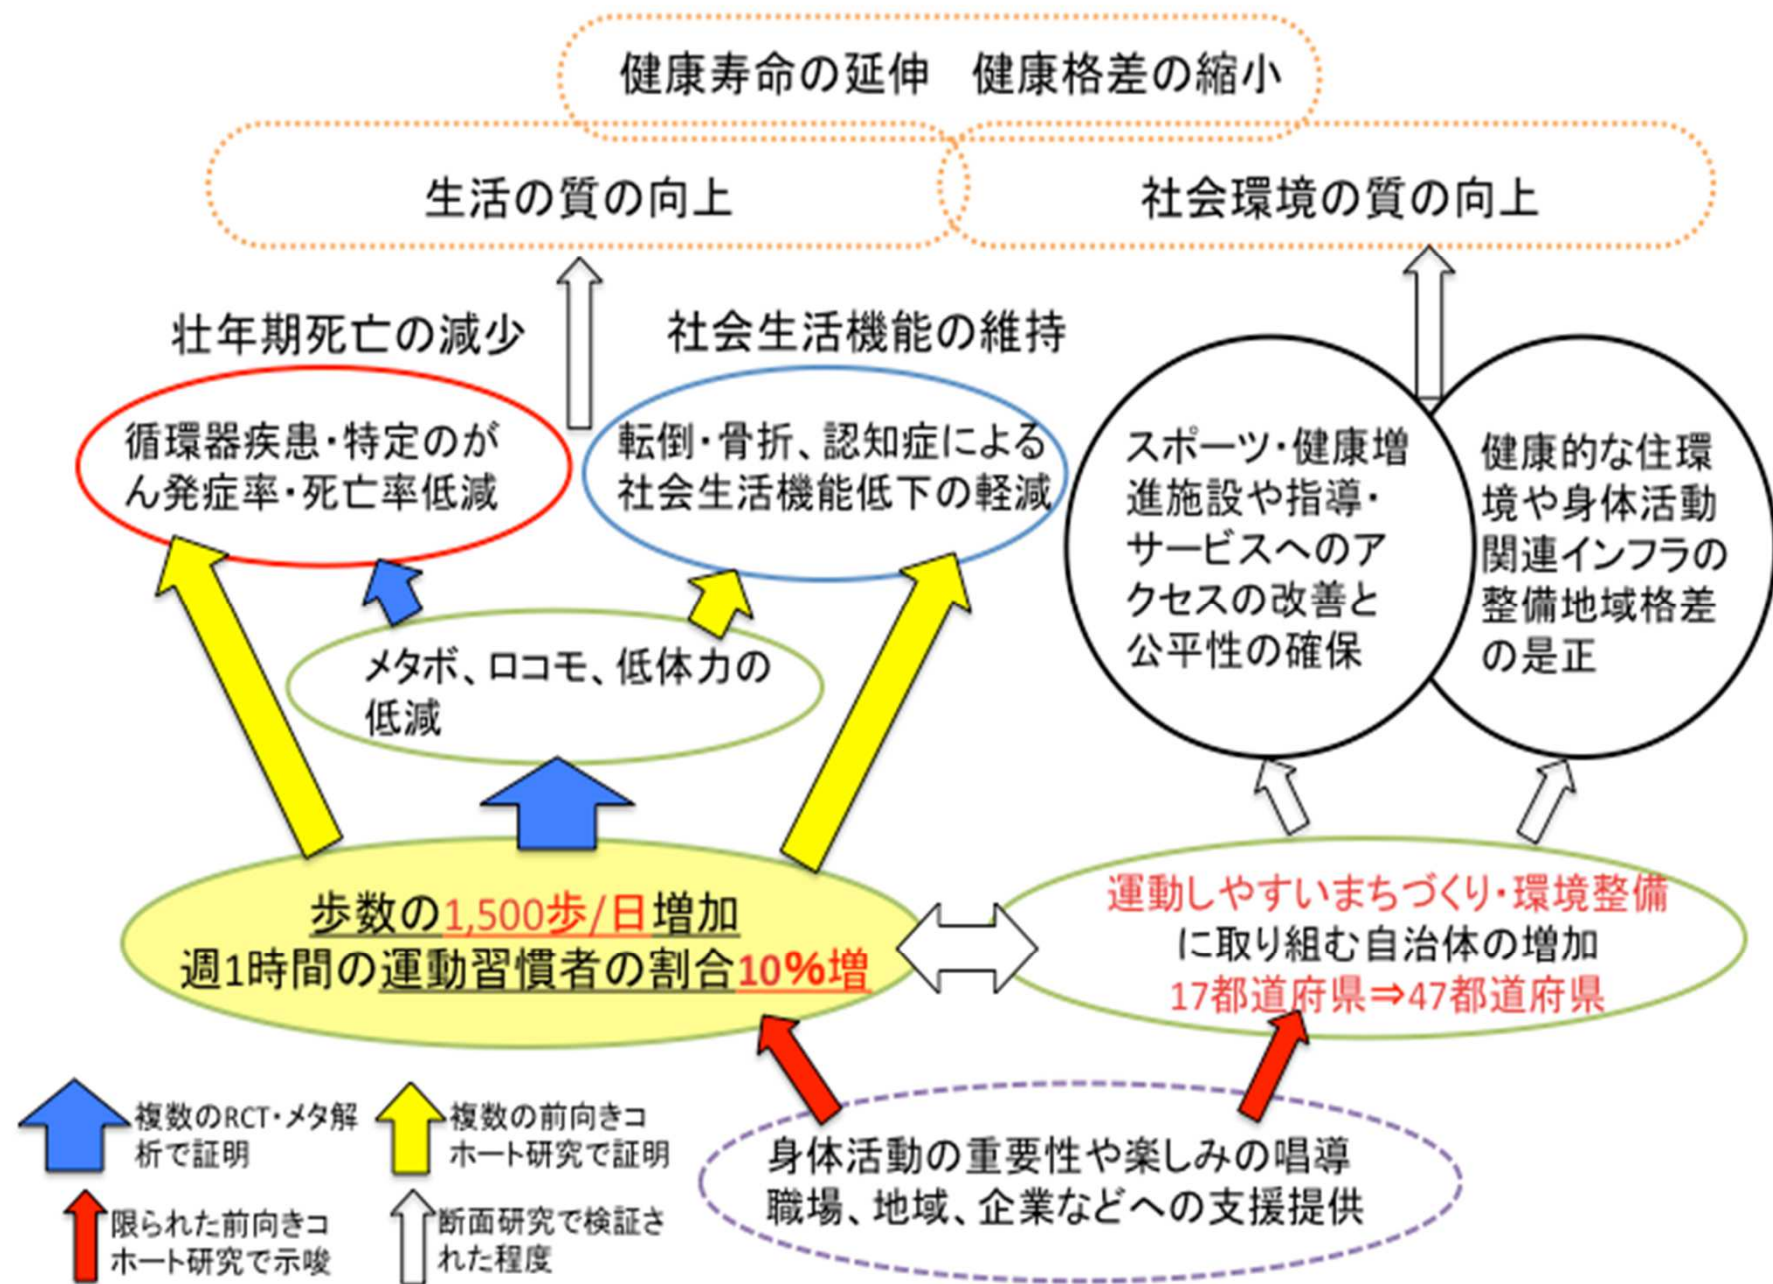 健康寿命の延伸　健康格差の縮小
生活の質の向上
社会環境の質の向上
壮年期死亡の減少
社会生活機能の維持
循環器疾患・特定のが
ん発症率・死亡率低減
転倒・骨折、認知症による
社会生活機能低下の軽減
スポーツ・健康増
進施設や指導・
サービスへのア
クセスの改善と
公平性の確保
健康的な住環
境や身体活動
関連インフラの
整備地域格差
の是正
メタボ、ロコモ、低体力の
低減
歩数の1,500歩/日増加
週1時間の運動習慣者の割合10%増
運動しやすいまちづくり・環境整備
に取り組む自治体の増加
17都道府県⇒47都道府県
身体活動の重要性や楽しみの唱導
職場、地域、企業などへの支援提供
複数のRCT・メタ解
析で証明
複数の前向きコ
ホート研究で証明
限られた前向きコ
ホート研究で示唆
断面研究で検証さ
れた程度